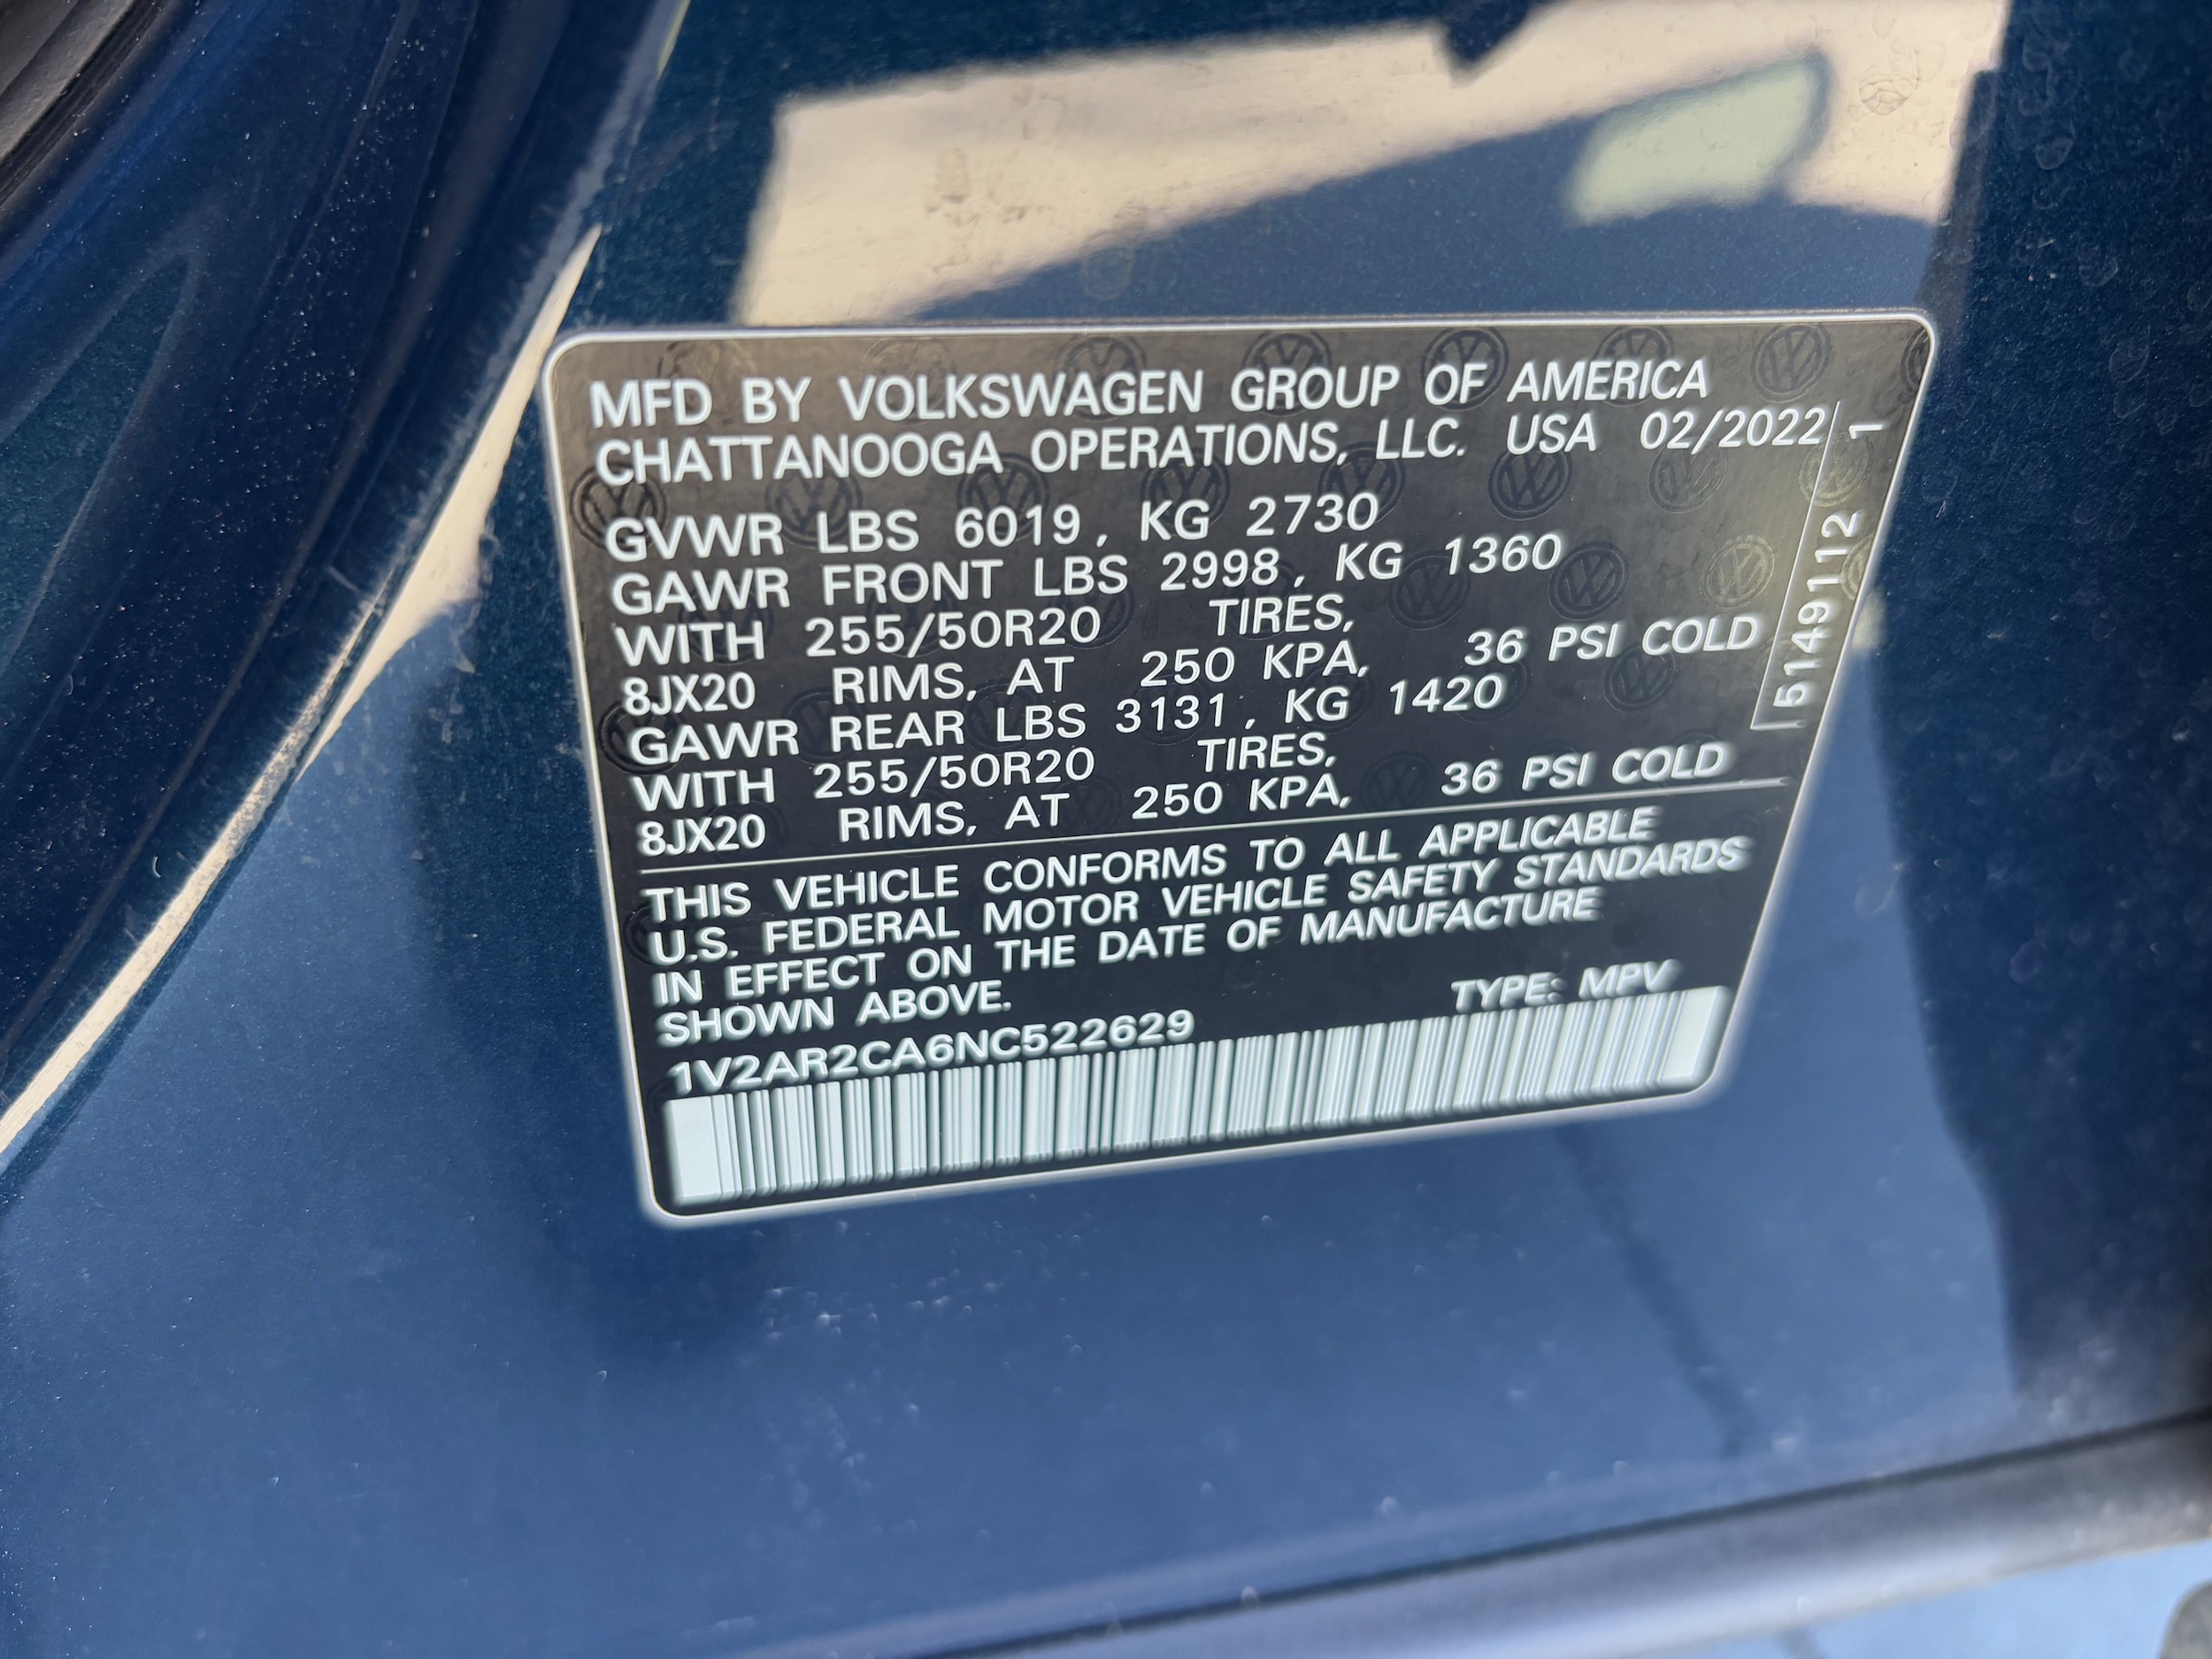 MFD BY VOLKSWAGEN GROUP OF AMERICA
CHATTANOOGA OPERATIONS, LLC. USA 02/2022
GVWR LBS 6019, KG 2730
GAWR FRONT LBS 2998, KG 1360
WITH 255/50R20 TIRES,
8JX20 RIMS, AT 250 KPA, 36 PSI COLD
GAWR REAR LBS 3131, KG 1420
WITH 255/50R20 TIRES,
8JX20 RIMS, AT 250 KPA, 36 PSI COLD
THIS VEHICLE CONFORMS TO ALL APPLICABLE
U.S. FEDERAL MOTOR VEHICLE SAFETY STANDARDS
IN EFFECT ON THE DATE OF MANUFACTURE
SHOWN ABOVE.
TYPE: MPV
1V2AR2CA6NC522629
5149112 1